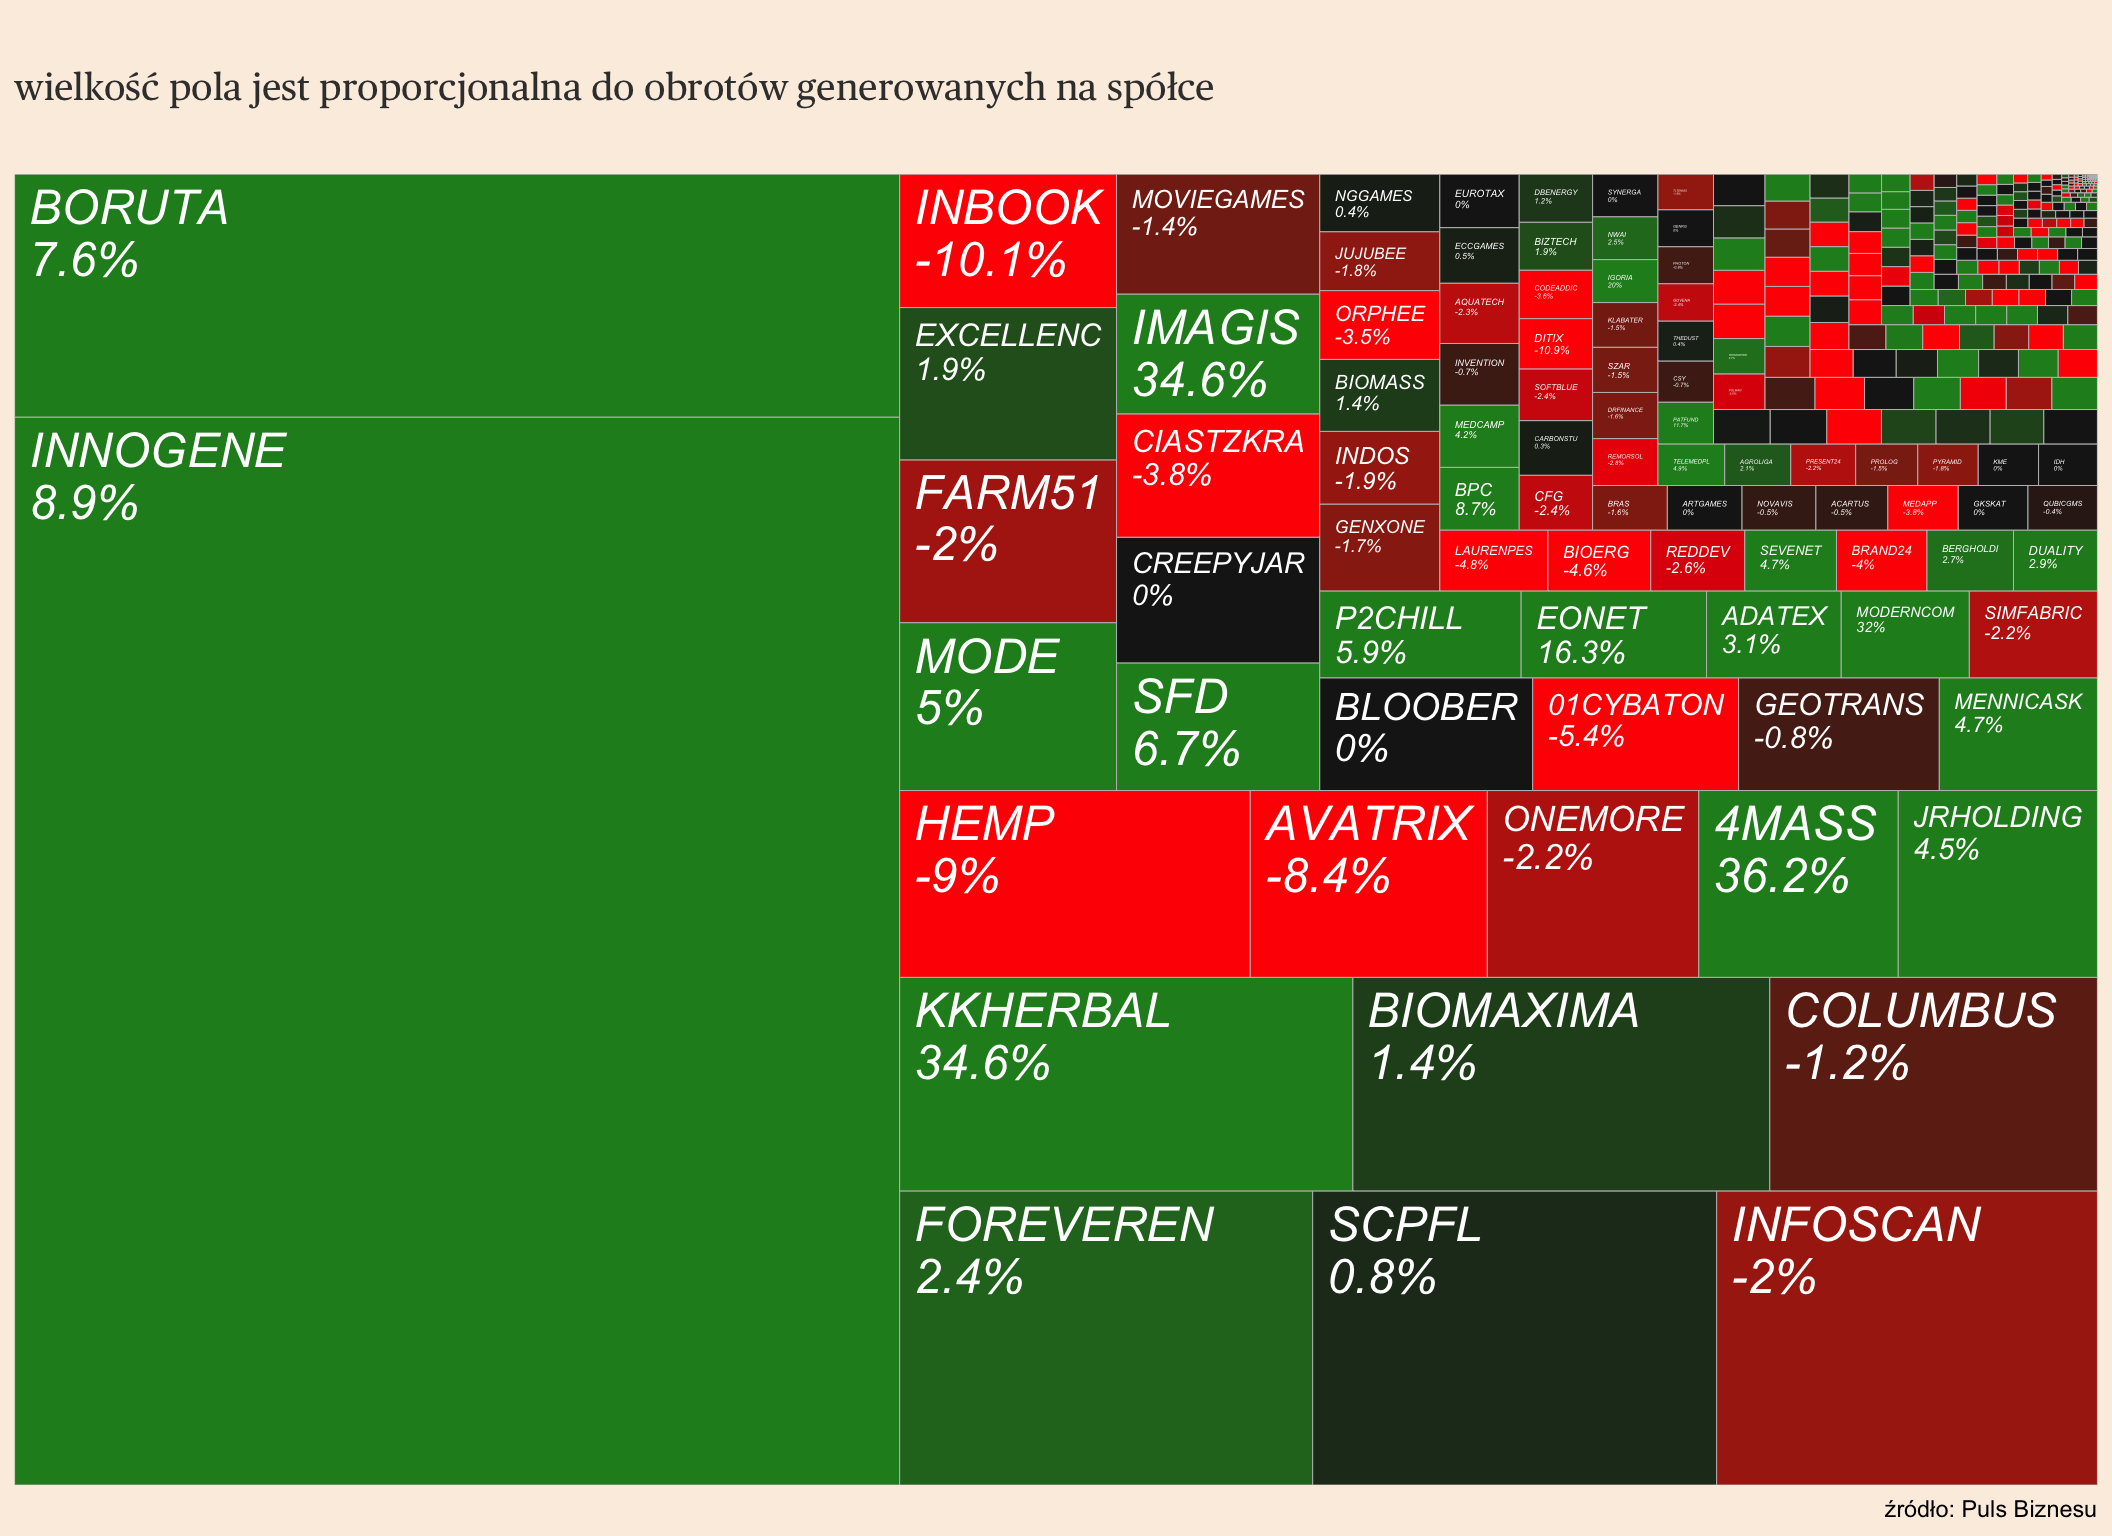 wielkość pola jest proporcjonalna do obrotów generowanych na spółce
BORUTA
7.6%
INNOGENE
8.9%
INBOOK
-10.1%
EXCELLENC
1.9%
FARM51
-2%
MODE
5%
MOVIEGAMES
-1.4%
IMAGIS
34.6%
CIASTZKRA
-3.8%
CREEPYJAR
0%
SFD
6.7%
HEMP
-9%
AVATRIX
-8.4%
ONEMORE
-2.2%
4MASS
36.2%
JRHOLDING
4.5%
KKHERBAL
34.6%
BIOMAXIMA
1.4%
COLUMBUS
-1.2%
FOREVEREN
2.4%
SCPFL
0.8%
INFOSCAN
-2%
NGGAMES
0.4%
JUJUBEE
-1.8%
ORPHEE
-3.5%
BIOMASS
1.4%
INDOS
-1.9%
GENXONE
-1.7%
P2CHILL
5.9%
EONET
16.3%
ADATEX
3.1%
MODERNCOM
32%
SIMFABRIC
-2.2%
BLOOBER
0%
01CYBATON
-5.4%
GEOTRANS
-0.8%
MENNICASK
4.7%
EUROTAX
0%
ECCGAMES
0.5%
AQUATECH
-2.3%
INVENTION
-0.7%
MEDCAMP
4.2%
BPC
8.7%
DBENERGY
1.2%
BIZTECH
1.9%
CODEADDIC
-3.6%
DITIX
-10.9%
SOFTBLUE
-2.4%
CARBONSTU
0.3%
CFG
-2.4%
LAURENPES
-4.8%
BIOERG
-4.6%
REDDEV
-2.6%
SEVENET
4.7%
BRAND24
-4%
BERGHOLDI
2.7%
DUALITY
2.9%
SYNERGA
0%
NWAI
2.5%
IGORIA
20%
KLABATER
-1.5%
SZAR
-1.5%
DRFINANCE
-1.6%
REMORSOL
-2.8%
BRAS
-1.6%
ARTGAMES
0%
NOVAVIS
-0.5%
ACARTUS
-0.5%
MEDAPP
-3.8%
GKSKAT
0%
QUBICGMS
-0.4%
THEDUST
0.4%
CSY
-0.7%
PATFUND
11.7%
TELEMEDPL
4.9%
AGROLIGA
2.1%
PRESENT24
-2.2%
PROLOG
-1.5%
PYRAMID
-1.8%
KME
0%
IDH
0%
źródło: Puls Biznesu